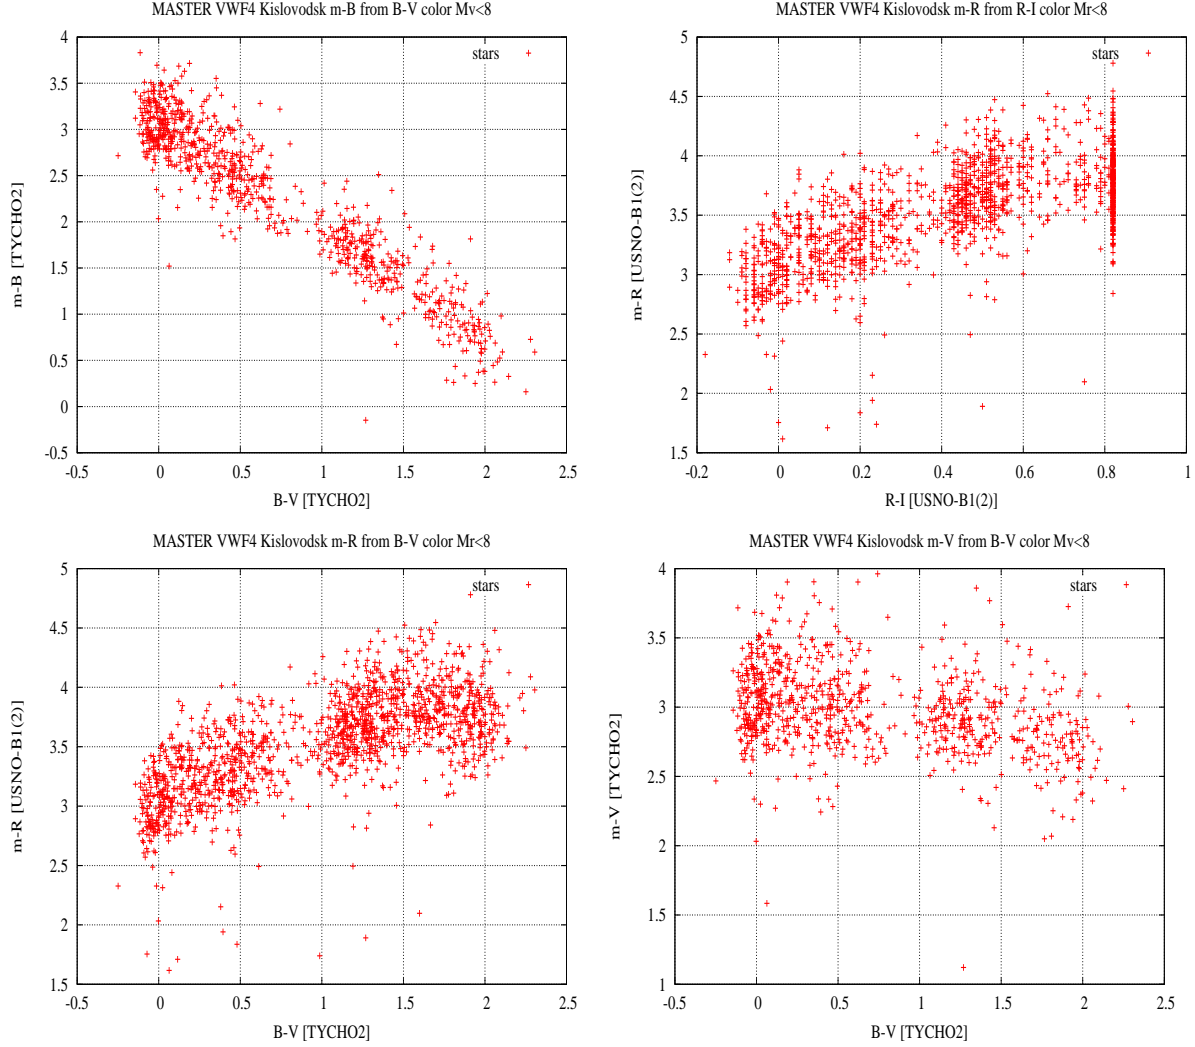 MASTER VWF4 Kislovodsk m-B from B-V color Mv<8
4
3.5
3
2.5
2
1.5
1
0.5
0
-0.5
-0.5 0 0.5 1 1.5 2 2.5
m-B [TYCHO2]
B-V [TYCHO2]
stars
MASTER VWF4 Kislovodsk m-R from R-I color Mr<8
5
4.5
4
3.5
3
2.5
2
1.5
-0.2 0 0.2 0.4 0.6 0.8 1
m-R [USNO-B1(2)]
R-I [USNO-B1(2)]
stars
MASTER VWF4 Kislovodsk m-R from B-V color Mr<8
5
4.5
4
3.5
3
2.5
2
1.5
-0.5 0 0.5 1 1.5 2 2.5
m-R [USNO-B1(2)]
B-V [TYCHO2]
stars
MASTER VWF4 Kislovodsk m-V from B-V color Mv<8
4
3.5
3
2.5
2
1.5
1
-0.5 0 0.5 1 1.5 2 2.5
m-V [TYCHO2]
B-V [TYCHO2]
stars